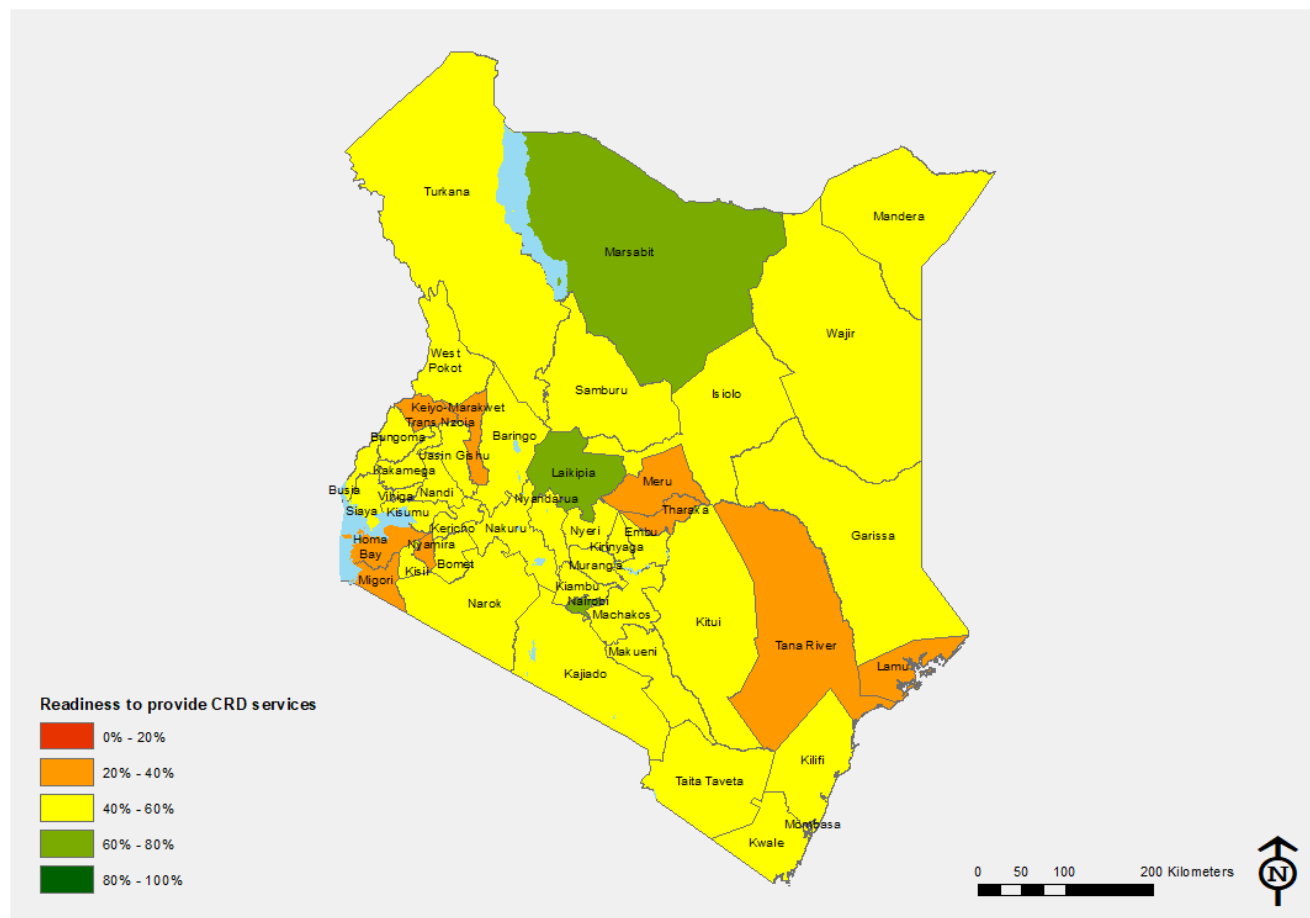 Turkana
Mandera
Marsabit
Wajir
West
Pokot
Samburu
Isiolo
Keiyo-Marakwet
Trans Nzoia
Bungoma
Baringo
Uasin Gishu
Kakamega
Laikipia
Meru
Busia
Vihiga
Nandi
Nyandarua
Siaya
Kisumu
Tharaka
Kericho
Nakuru
Nyeri
Embu
Garissa
Homa
Bay
Nyamira
Kirinyaga
Kisii
Bomet
Muranga
Migori
Kiambu
Narok
Nairobi
Machakos
Kitui
Makueni
Tana River
Lamu
Kajiado
Kilifi
Taita Taveta
Mombasa
Kwale
Readiness to provide CRD services
0% - 20%
20% - 40%
40% - 60%
60% - 80%
80% - 100%
0 50 100 200 Kilometers
N